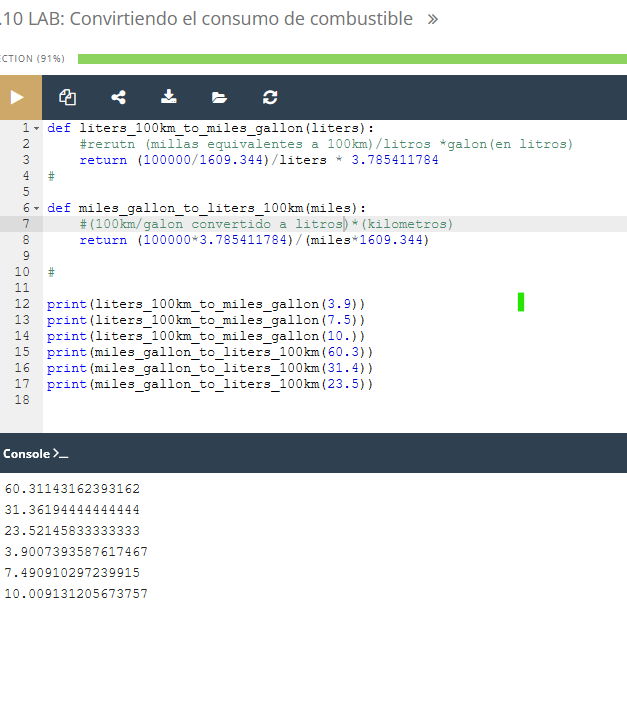 .10 LAB: Convirtiendo el consumo de combustible »
CTION (91%)
1 def liters_100km_to_miles_gallon(liters):
2 #rerutn (millas equivalentes a 100km)/litros *galon(en litros)
3 return (100000/1609.344)/liters * 3.785411784
4 #
5
6 def miles_gallon_to_liters_100km(miles):
7 #(100km/galon convertido a litros)*(kilometros)
8 return (100000*3.785411784)/(miles*1609.344)
9
10 #
11
12 print(liters_100km_to_miles_gallon(3.9))
13 print(liters_100km_to_miles_gallon(7.5))
14 print(liters_100km_to_miles_gallon(10.))
15 print(miles_gallon_to_liters_100km(60.3))
16 print(miles_gallon_to_liters_100km(31.4))
17 print(miles_gallon_to_liters_100km(23.5))
18
Console >_
60.31143162393162
31.36194444444444
23.52145833333333
3.9007393587617467
7.490910297239915
10.009131205673757